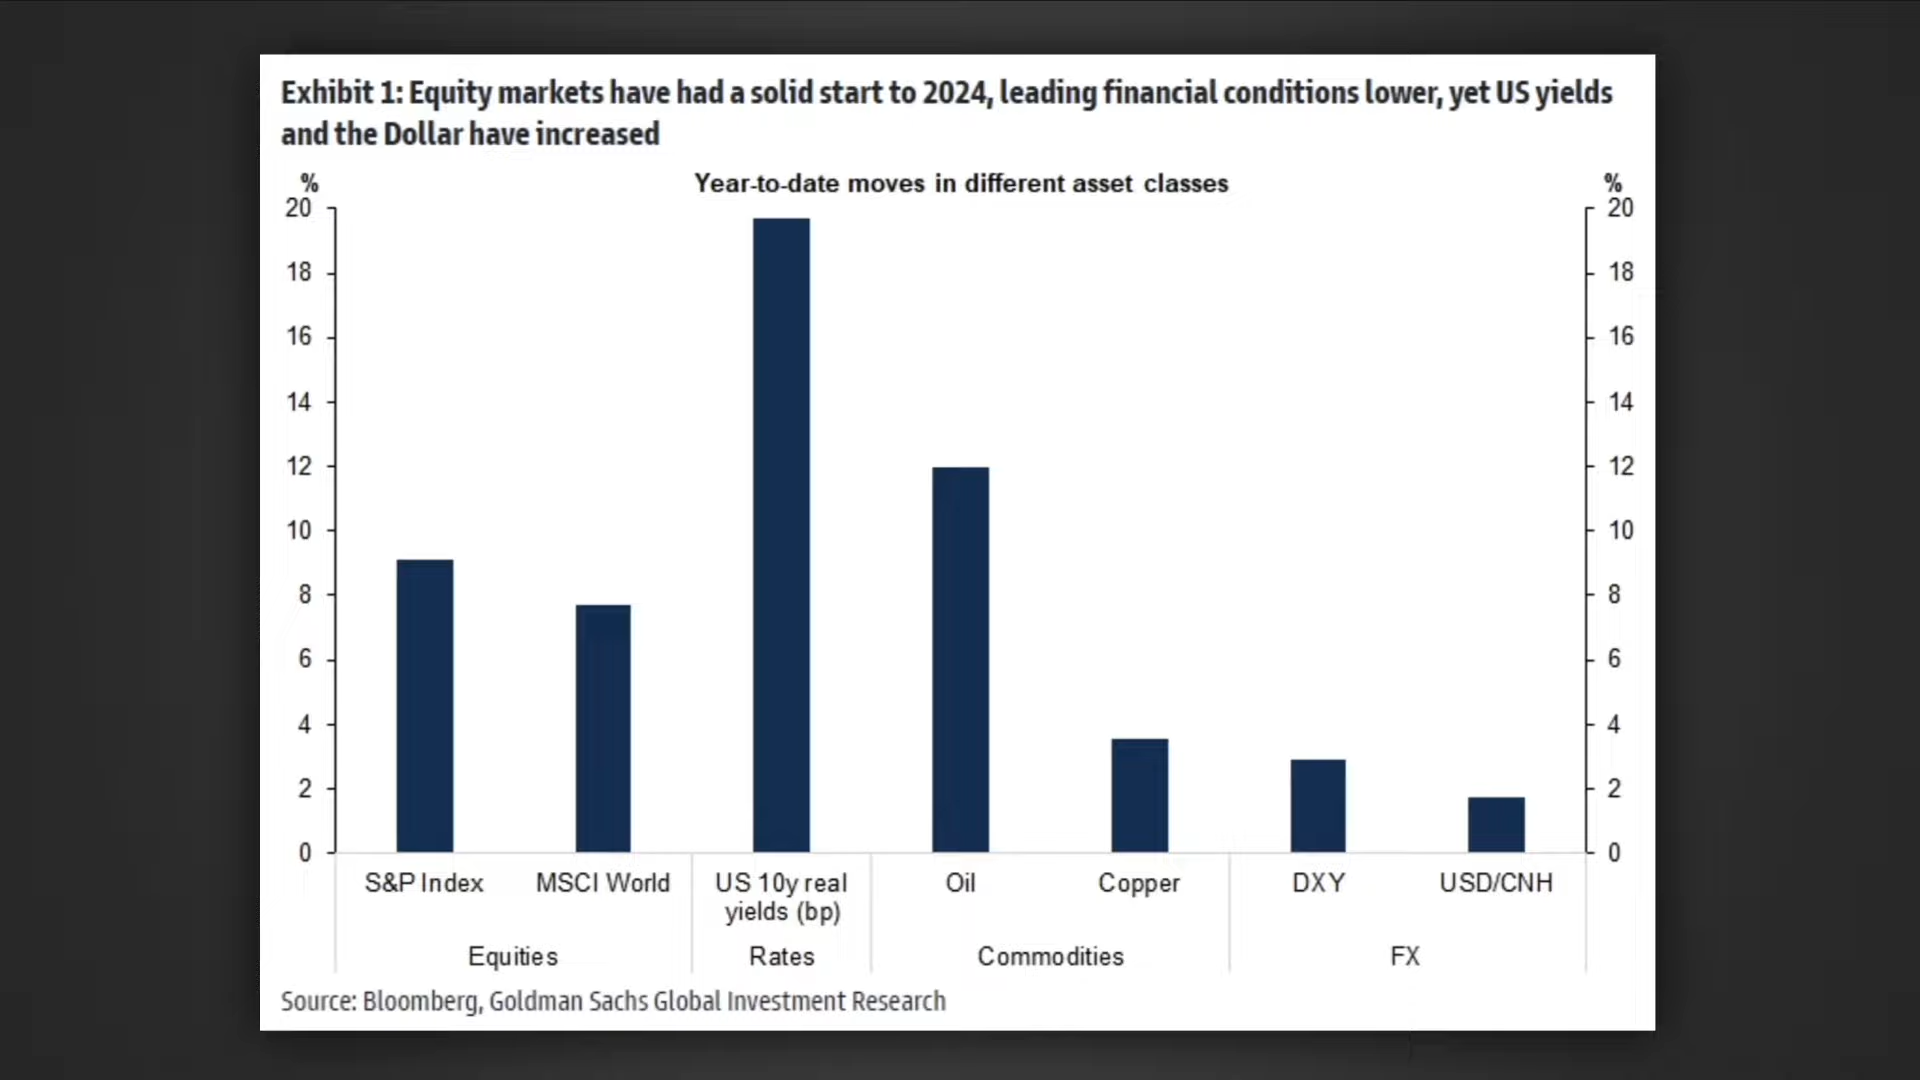 Exhibit 1: Equity markets have had a solid start to 2024, leading financial conditions lower, yet US yields
and the Dollar have increased
% Year-to-date moves in different asset classes %
20 20
18 18
16 16
14 14
12 12
10 10
8 8
6 6
4 4
2 2
0 0
S&P Index MSCI World US 10y real Oil Copper DXY USD/CNH
yields (bp)
Equities Rates Commodities FX
Source: Bloomberg, Goldman Sachs Global Investment Research